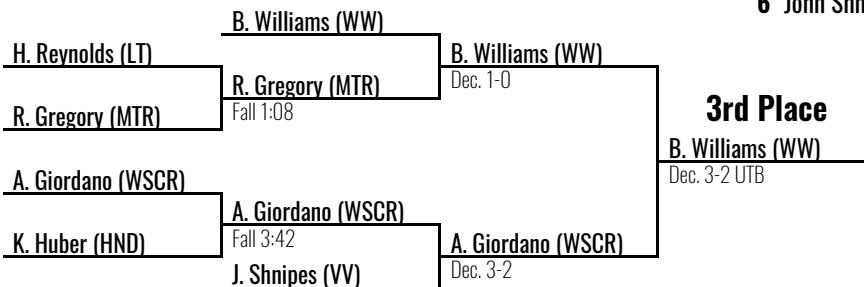 6 John
B. Williams (WW)
H. Reynolds (LT)
B. Williams (WW)
Dec. 1-0
R. Gregory (MTR)
Fall 1:08
R. Gregory (MTR)
3rd Place
B. Williams (WW)
Dec. 3-2 UTB
A. Giordano (WSCR)
A. Giordano (WSCR)
Fall 3:42
K. Huber (HND)
A. Giordano (WSCR)
Dec. 3-2
J. Shnipes (VV)